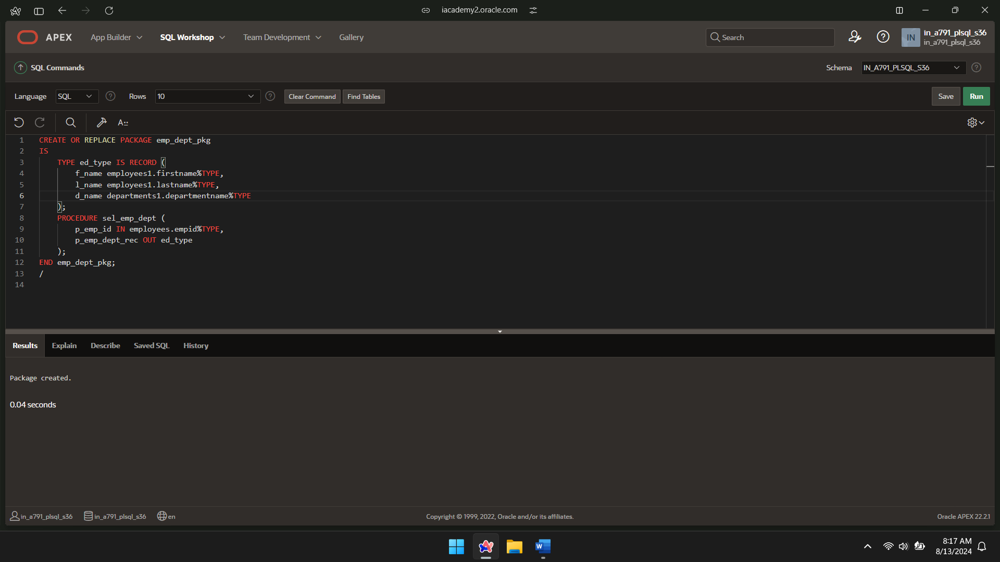 iacademy2.oracle.com
APEX
App Builder
SQL Workshop
Team Development
Gallery
Search
IN
in_a791_plsql_s36
in_a791_plsql_s36
SQL Commands
Schema
IN_A791_PLSQL_S36
Language
SQL
Rows
10
Clear Command
Find Tables
Save
Run
A
1 CREATE OR REPLACE PACKAGE emp_dept_pkg
2 IS
3 TYPE ed_type IS RECORD (
4 f_name employees1.firstname%TYPE,
5 l_name employees1.lastname%TYPE,
6 d_name departments1.departmentname%TYPE
7 );
8 PROCEDURE sel_emp_dept (
9 p_emp_id IN employees.empid%TYPE,
10 p_emp_dept_rec OUT ed_type
11 );
12 END emp_dept_pkg;
13 /
14
Results
Explain
Describe
Saved SQL
History
Package created.
0.04 seconds
in_a791_plsql_s36
in_a791_plsql_s36
en
Copyright © 1999, 2022, Oracle and/or its affiliates.
Oracle APEX 22.2.1
W
8:17 AM
8/13/2024